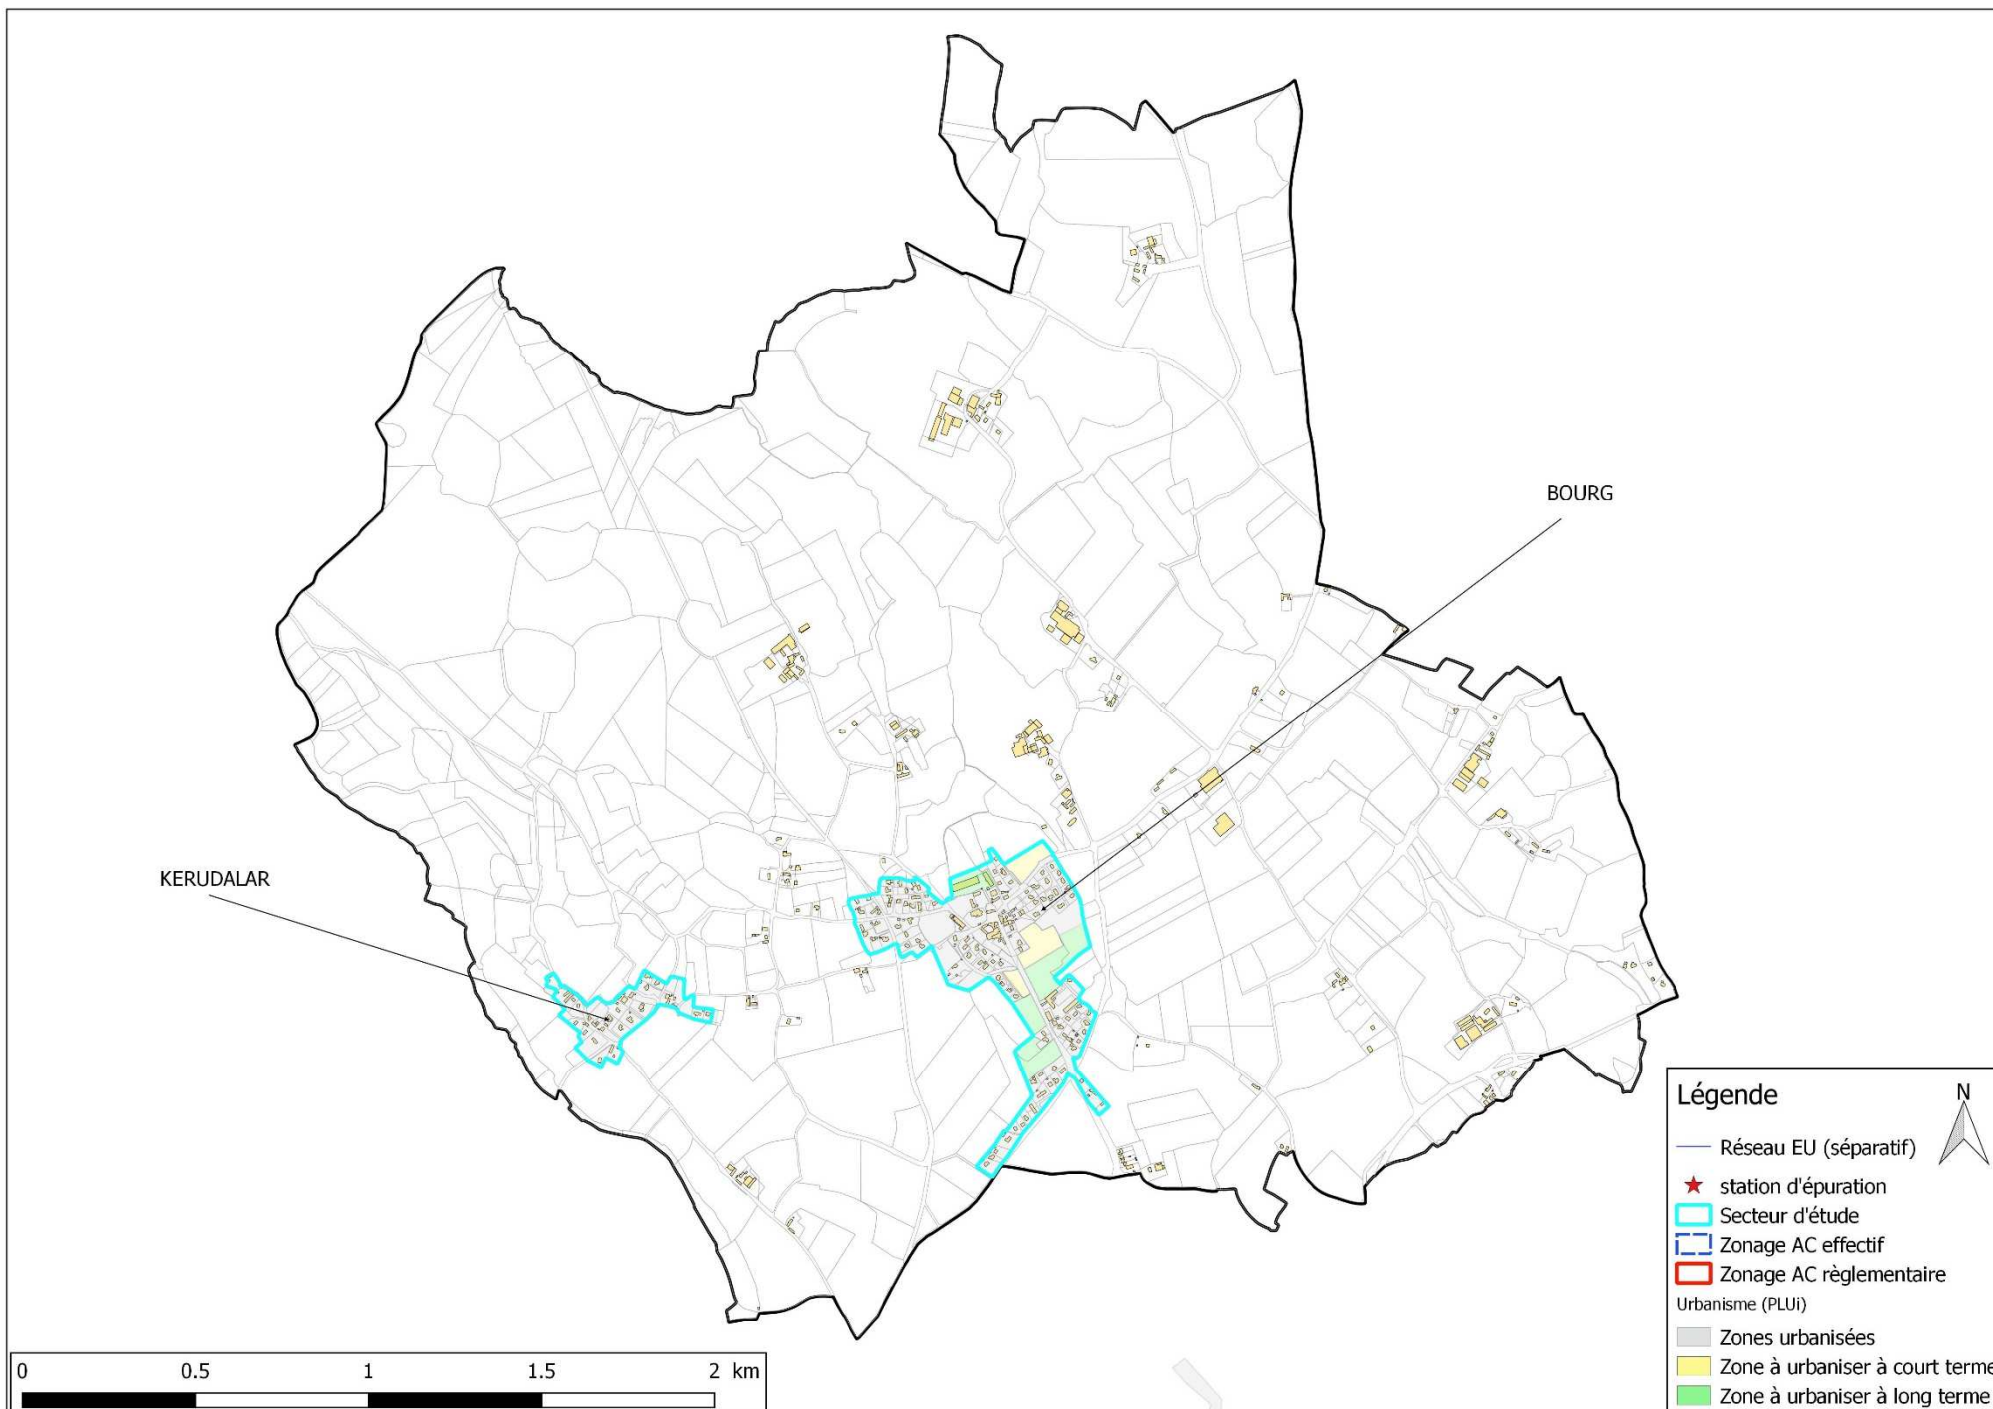 BOURG
KERUDALAR
Légende
N
Réseau EU (séparatif)
station d'épuration
Secteur d'étude
Zonage AC effectif
Zonage AC règlementaire
Urbanisme (PLUi)
Zones urbanisées
Zone à urbaniser à court terme
Zone à urbaniser à long terme
0 0.5 1 1.5 2 km